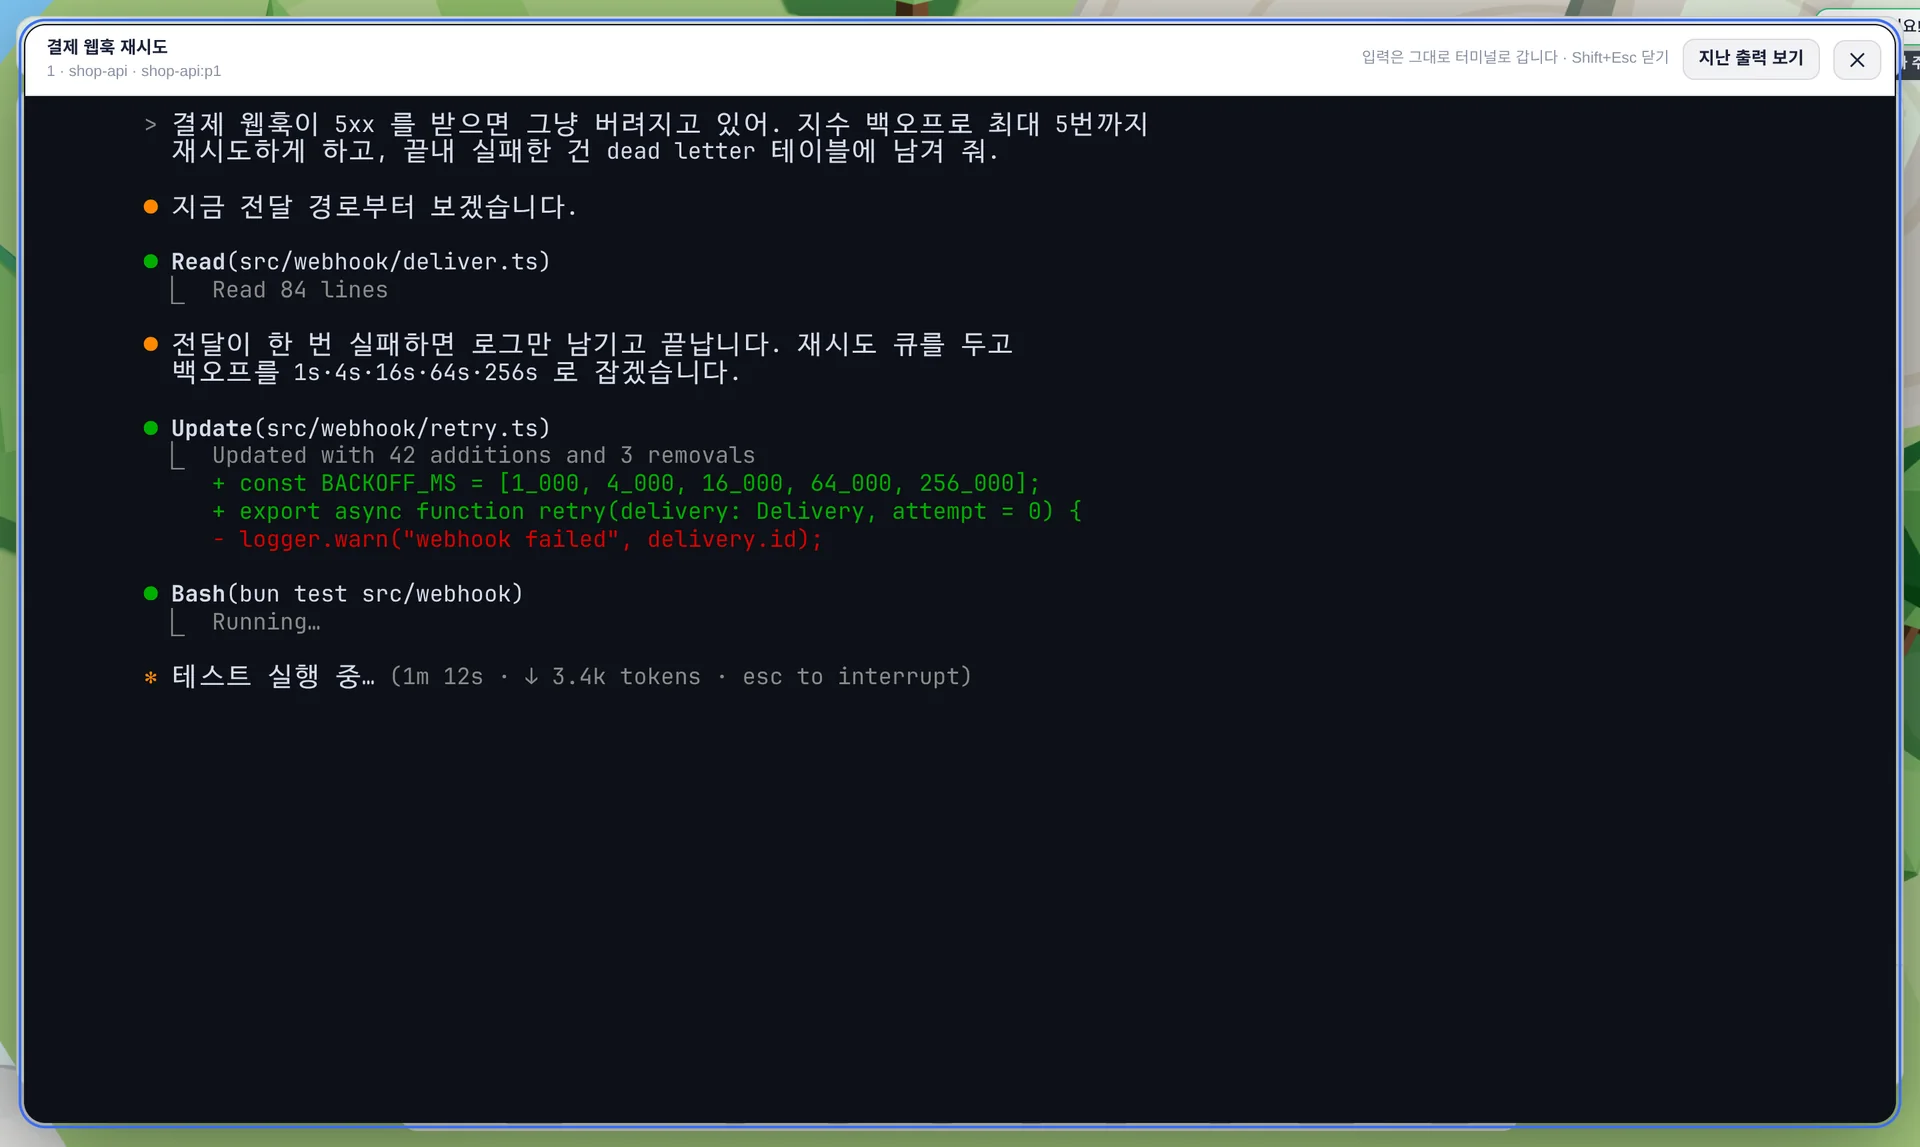 결제 웹훅 재시도
1 · shop-api · shop-api:p1
입력은 그대로 터미널로 갑니다 · Shift+Esc 닫기
지난 출력 보기
> 결제 웹훅이 5xx 를 받으면 그냥 버려지고 있어. 지수 백오프로 최대 5번까지
재시도하게 하고, 끝내 실패한 건 dead letter 테이블에 남겨 줘.
● 지금 전달 경로부터 보겠습니다.
● Read(src/webhook/deliver.ts)
⎿ Read 84 lines
● 전달이 한 번 실패하면 로그만 남기고 끝납니다. 재시도 큐를 두고
백오프를 1s·4s·16s·64s·256s 로 잡겠습니다.
● Update(src/webhook/retry.ts)
⎿ Updated with 42 additions and 3 removals
+ const BACKOFF_MS = [1_000, 4_000, 16_000, 64_000, 256_000];
+ export async function retry(delivery: Delivery, attempt = 0) {
- logger.warn("webhook failed", delivery.id);
● Bash(bun test src/webhook)
⎿ Running…
✻ 테스트 실행 중… (1m 12s · ↓ 3.4k tokens · esc to interrupt)